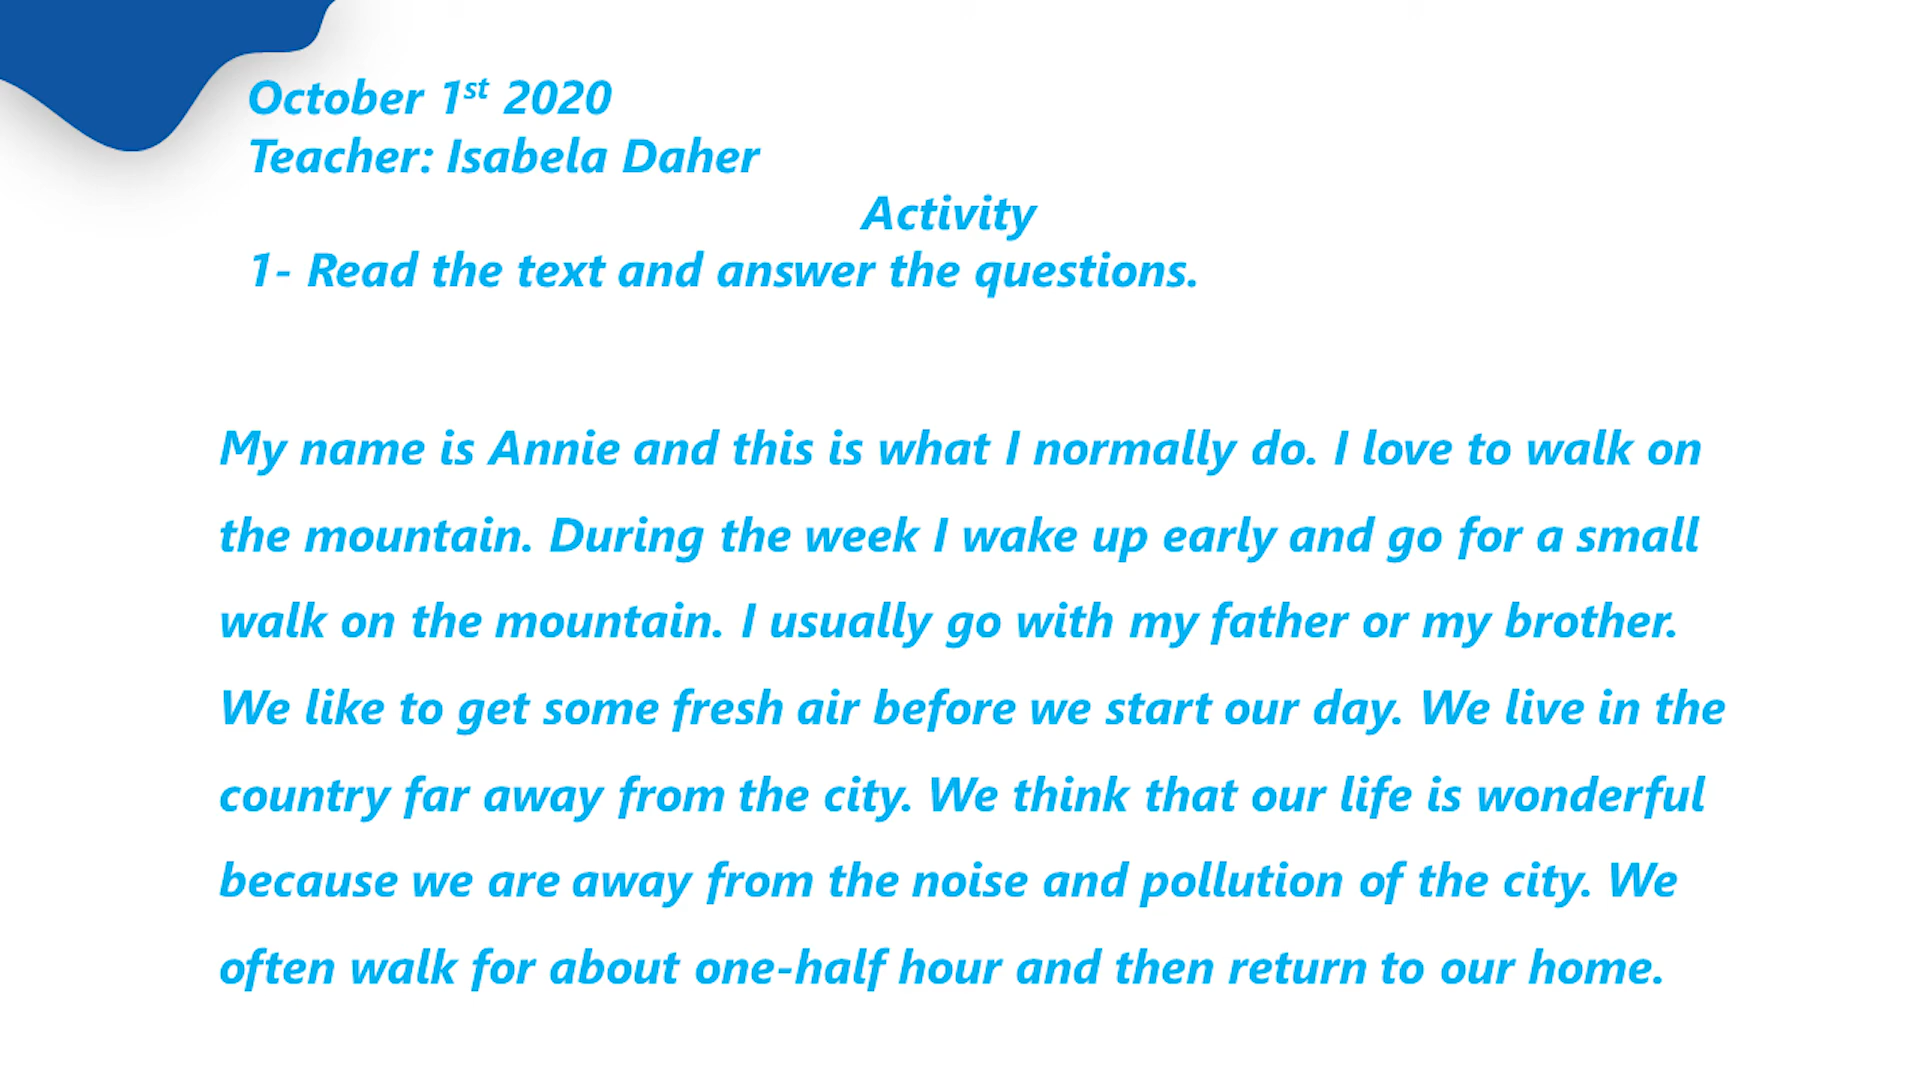 October 1st 2020
Teacher: Isabela Daher
Activity
1- Read the text and answer the questions.
My name is Annie and this is what I normally do. I love to walk on
the mountain. During the week I wake up early and go for a small
walk on the mountain. I usually go with my father or my brother.
We like to get some fresh air before we start our day. We live in the
country far away from the city. We think that our life is wonderful
because we are away from the noise and pollution of the city. We
often walk for about one-half hour and then return to our home.